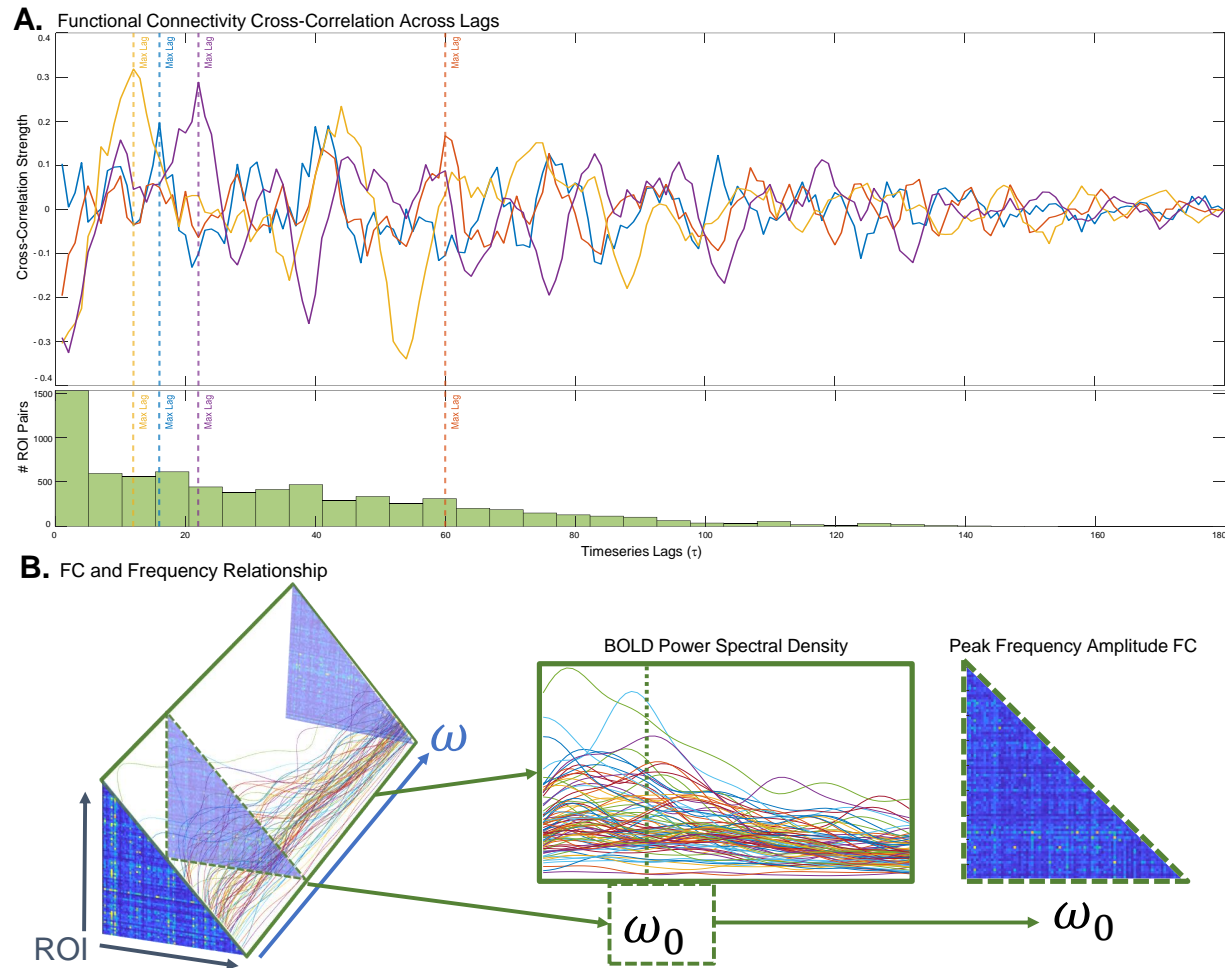 A. Functional Connectivity Cross-Correlation Across Lags
0.4
0.3
0.2
0.1
0
- 0.1
- 0.2
- 0.3
- 0.4
Cross-Correlation Strength
Max Lag
Max Lag
Max Lag
Max Lag
1500
1000
500
0
# ROI Pairs
Max Lag
Max Lag
Max Lag
Max Lag
0 20 40 60 80 100 120 140 160 180
Timeseries Lags (τ)
B. FC and Frequency Relationship
ROI
ω
BOLD Power Spectral Density
ω₀
Peak Frequency Amplitude FC
ω₀